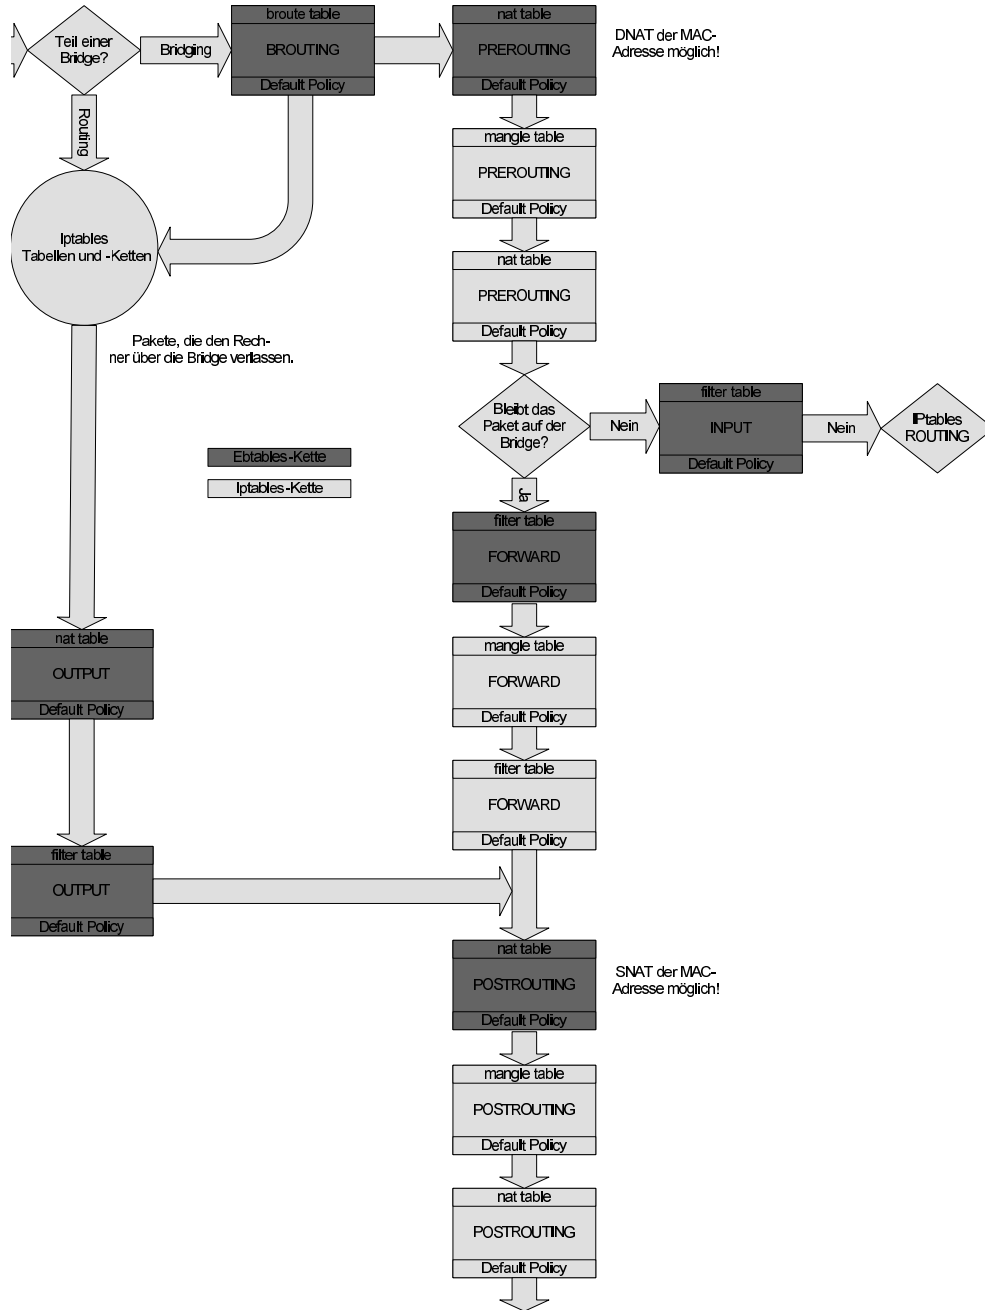 Teil einer
Bridge?
Bridging
broute table
BROUTING
Default Policy
nat table
PREROUTING
Default Policy
DNAT der MAC-
Adresse möglich!
Routing
mangle table
PREROUTING
Default Policy
Iptables
Tabellen und -Ketten
nat table
PREROUTING
Default Policy
Pakete, die den Rech-
ner über die Bridge verlassen.
Bleibt das
Paket auf der
Bridge?
Nein
filter table
INPUT
Default Policy
Nein
IPtables
ROUTING
Ebtables-Kette
Iptables-Kette
Ja
filter table
FORWARD
Default Policy
nat table
OUTPUT
Default Policy
mangle table
FORWARD
Default Policy
filter table
FORWARD
Default Policy
filter table
OUTPUT
Default Policy
nat table
POSTROUTING
Default Policy
SNAT der MAC-
Adresse möglich!
mangle table
POSTROUTING
Default Policy
nat table
POSTROUTING
Default Policy